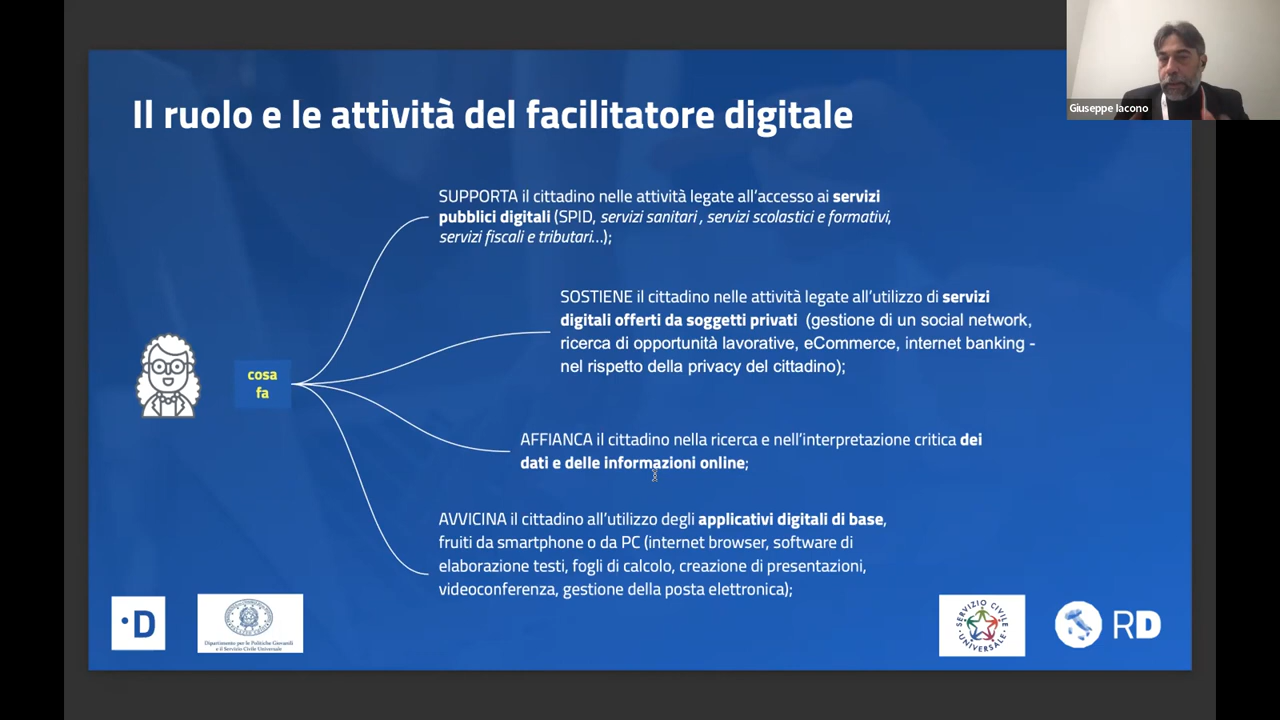 Giuseppe Iacono
Il ruolo e le attività del facilitatore digitale
SUPPORTA il cittadino nelle attività legate all'accesso ai servizi
pubblici digitali (SPID, servizi sanitari , servizi scolastici e formativi,
servizi fiscali e tributari...);
SOSTIENE il cittadino nelle attività legate all'utilizzo di servizi
digitali offerti da soggetti privati (gestione di un social network,
ricerca di opportunità lavorative, eCommerce, internet banking -
nel rispetto della privacy del cittadino);
cosa
fa
AFFIANCA il cittadino nella ricerca e nell'interpretazione critica dei
dati e delle informazioni online;
AVVICINA il cittadino all'utilizzo degli applicativi digitali di base,
fruiti da smartphone o da PC (internet browser, software di
elaborazione testi, fogli di calcolo, creazione di presentazioni,
videoconferenza, gestione della posta elettronica);
·D
Dipartimento per le Politiche Giovanili
e il Servizio Civile Universale
SERVIZIO CIVILE
UNIVERSALE
RD